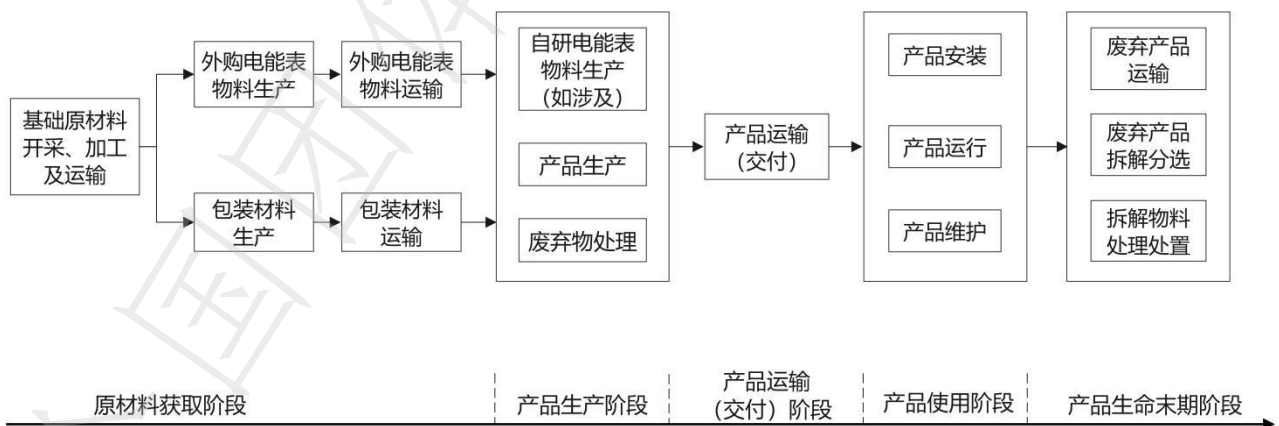 基础原材料
开采、加工
及运输
外购电能表
物料生产
外购电能表
物料运输
包装材料
生产
包装材料
运输
自研电能表
物料生产
（如涉及）
产品生产
废弃物处理
产品运输
（交付）
产品安装
产品运行
产品维护
废弃产品
运输
废弃产品
拆解分选
拆解物料
处理处置
原材料获取阶段
产品生产阶段
产品运输
（交付）阶段
产品使用阶段
产品生命末期阶段